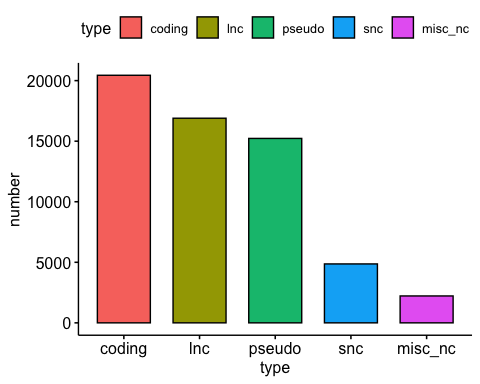 type coding lnc pseudo snc misc_nc
number
20000
15000
10000
5000
0
coding lnc pseudo snc misc_nc
type